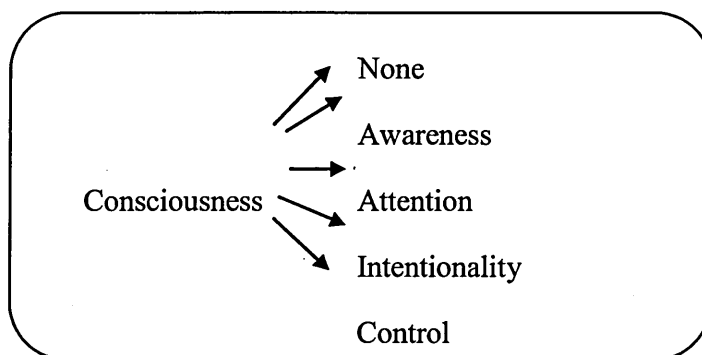 None
Awareness
Consciousness
Attention
Intentionality
Control